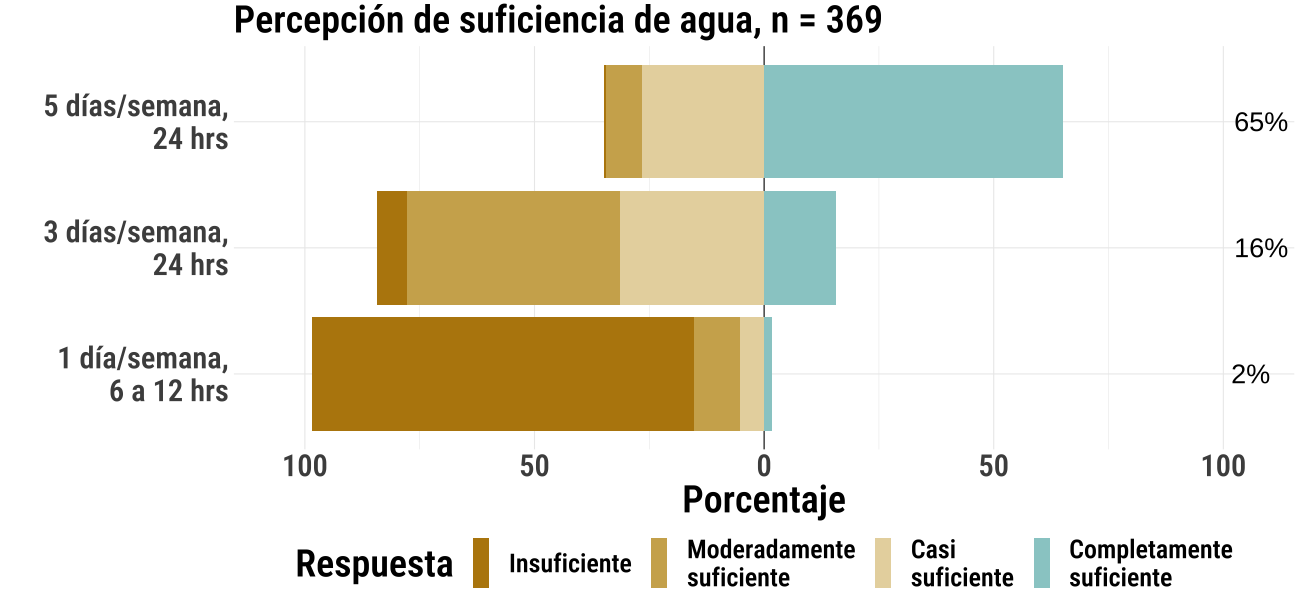 Percepción de suficiencia de agua, n = 369
5 días/semana,
24 hrs
65%
3 días/semana,
24 hrs
16%
1 día/semana,
6 a 12 hrs
2%
100 50 0 50 100
Porcentaje
Respuesta
Insuficiente
Moderadamente
suficiente
Casi
suficiente
Completamente
suficiente